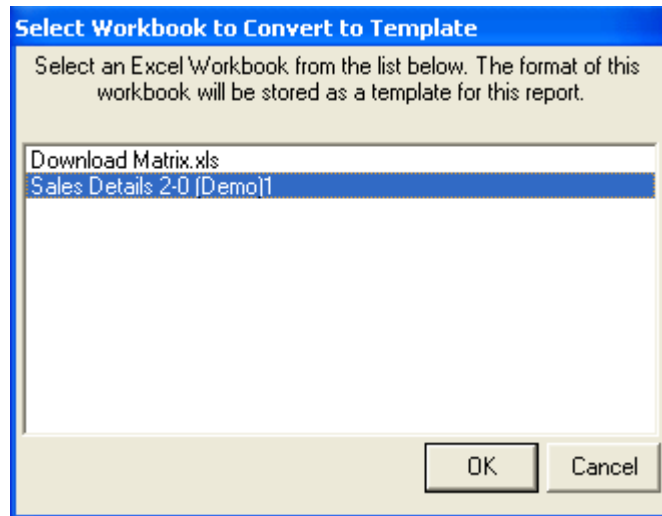 Select Workbook to Convert to Template
Select an Excel Workbook from the list below. The format of this
workbook will be stored as a template for this report.
Download Matrix.xls
Sales Details 2-0 (Demo)1
OK
Cancel